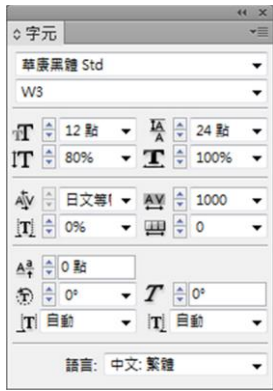 字元
華康黑體 Std
W3
12 點 24 點
80% 100%
日文等 1000
0% 0
0 點
0° 0°
自動 自動
語言: 中文: 繁體